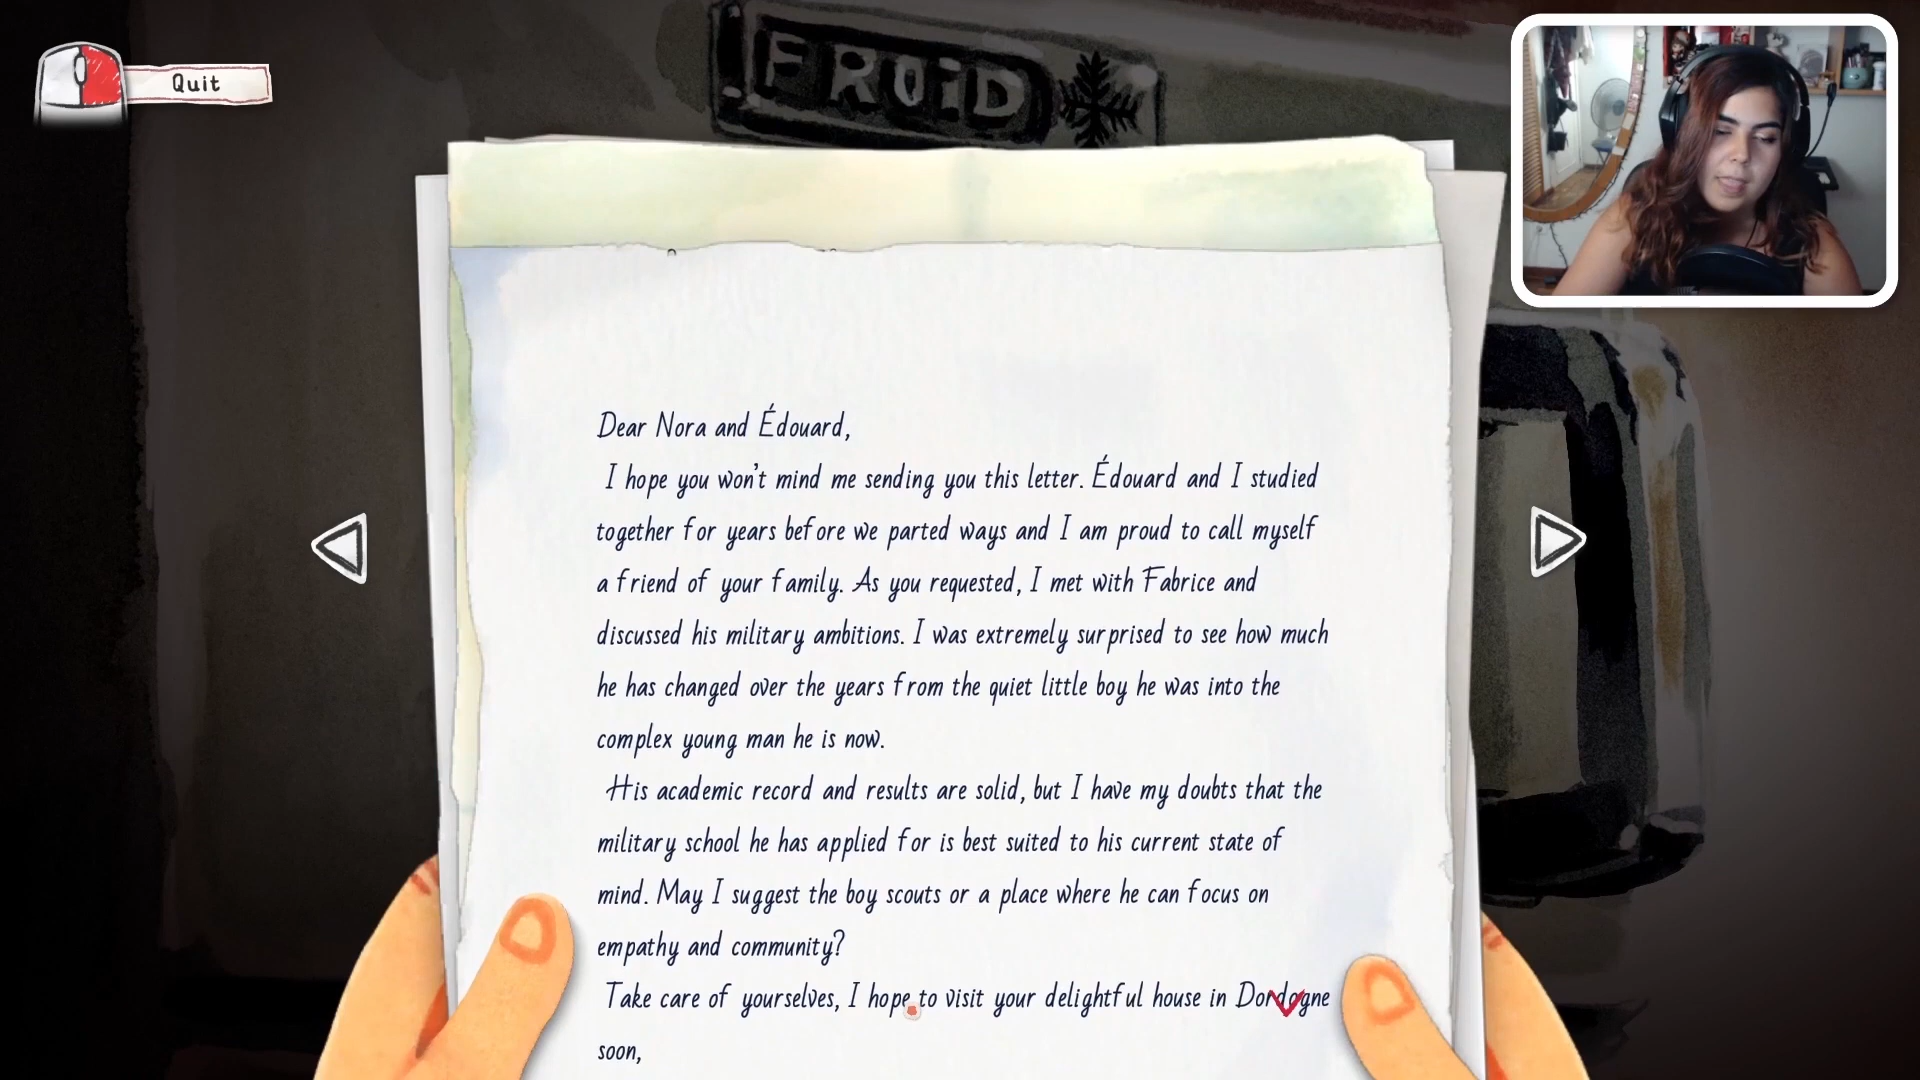 FROID
Quit
Dear Nora and Édouard,
I hope you won't mind me sending you this letter. Édouard and I studied
together for years before we parted ways and I am proud to call myself
a friend of your family. As you requested, I met with Fabrice and
discussed his military ambitions. I was extremely surprised to see how much
he has changed over the years from the quiet little boy he was into the
complex young man he is now.
His academic record and results are solid, but I have my doubts that the
military school he has applied for is best suited to his current state of
mind. May I suggest the boy scouts or a place where he can focus on
empathy and community?
Take care of yourselves, I hope to visit your delightful house in Dordogne
soon,